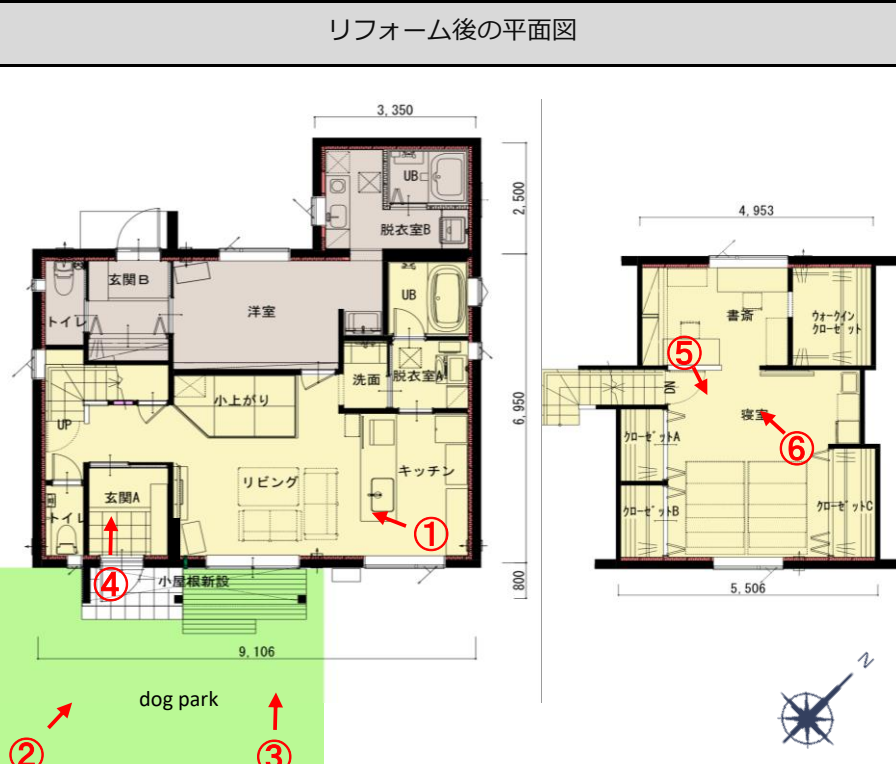 リフォーム後の平面図
3,350
2,500
UB
脱衣室B
玄関B
洋室
UB
トイレ
洗面
脱衣室A
小上がり
UP
6,950
キッチン
リビング
玄関A
トイレ
①
④
小屋根新設
800
9,106
dog park
②
③
4,953
書斎
ウォークイン
クローゼット
⑤
DN
寝室
⑥
クローゼットA
クローゼットB
クローゼットC
5,506
N